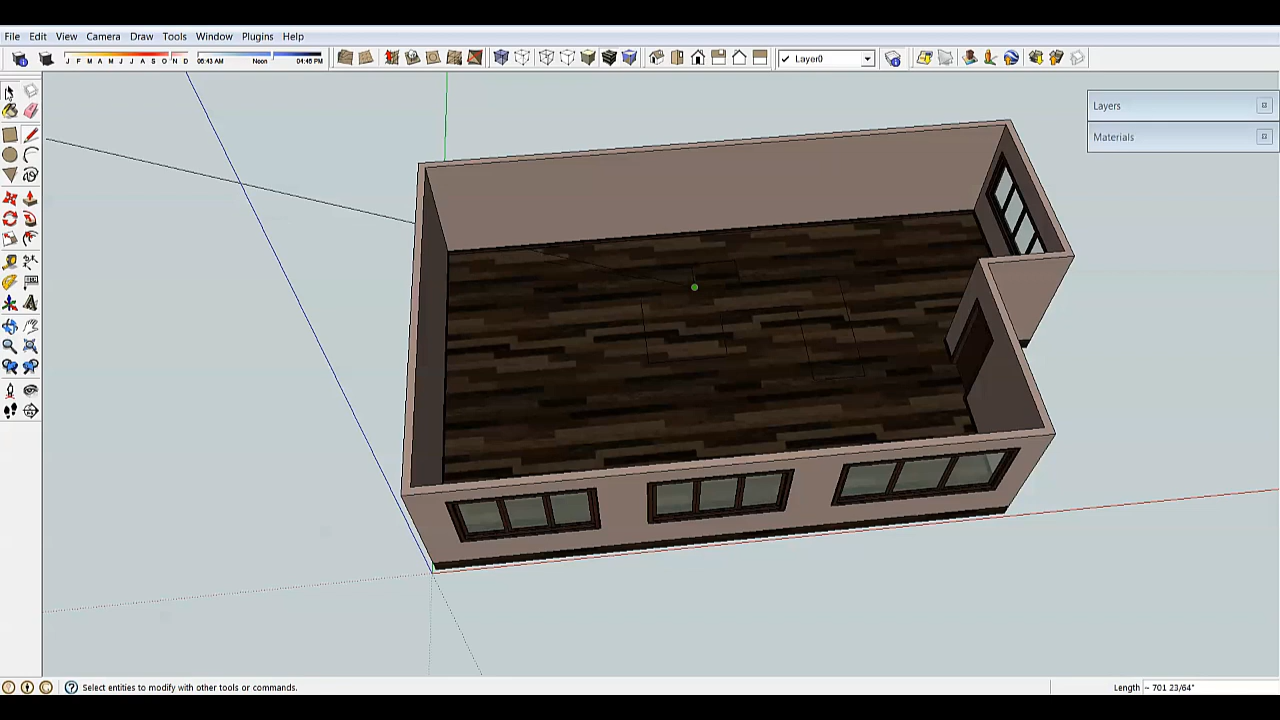 File Edit View Camera Draw Tools Window Plugins Help
J F M A M J J A S O N D 06:43 AM Noon 04:45 PM
Layer0
Layers
Materials
Select entities to modify with other tools or commands.
Length ~ 701 23/64"